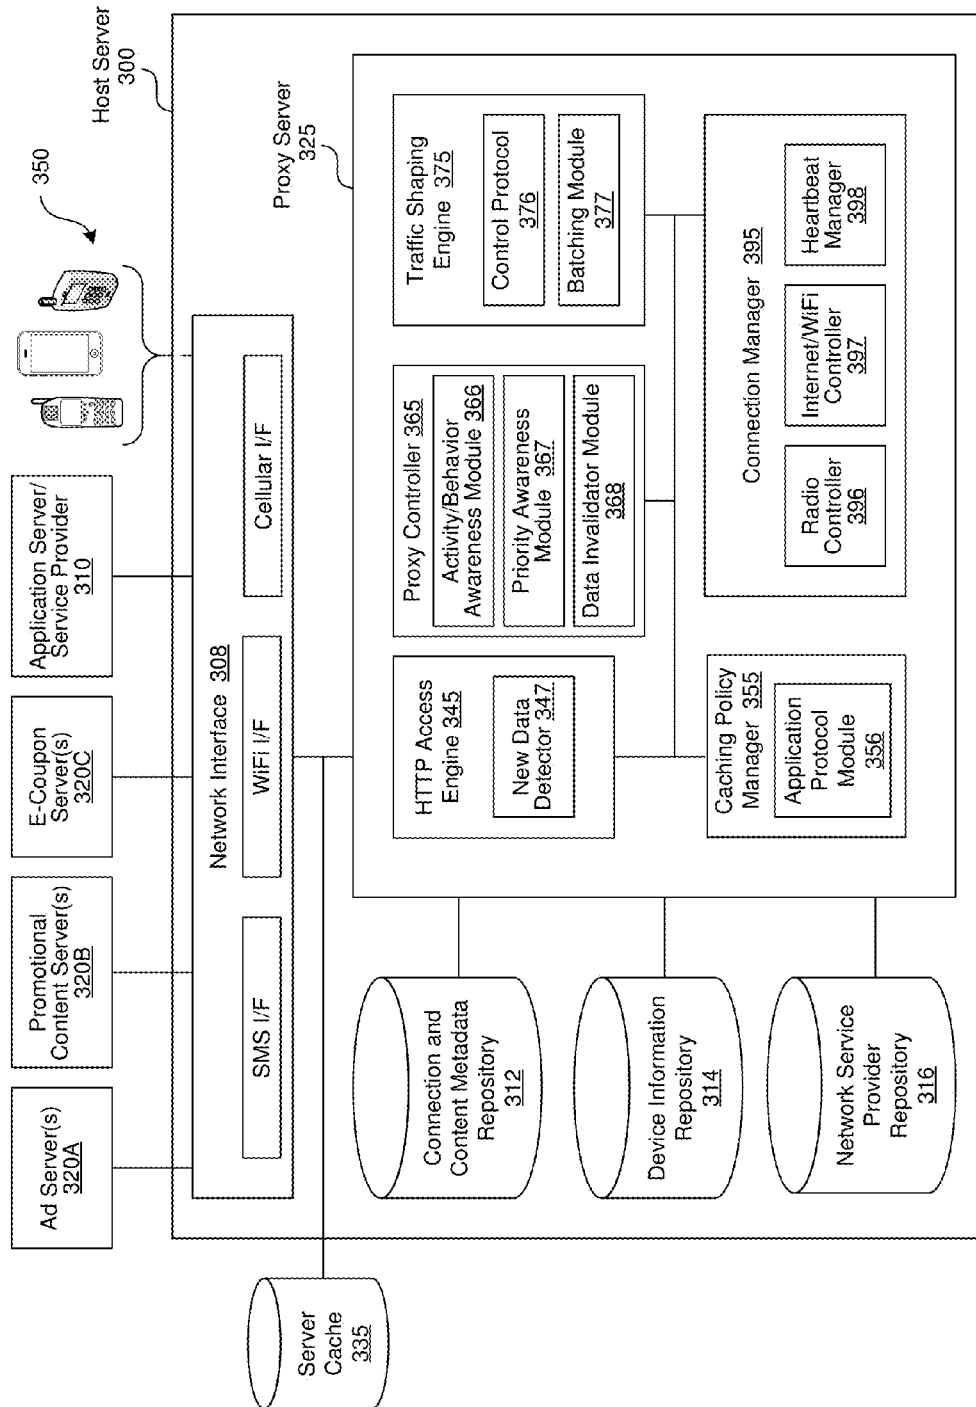 Host Server
300
350
Ad Server(s)
320A
Promotional
Content Server(s)
320B
E-Coupon
Server(s)
320C
Application Server/
Service Provider
310
Network Interface 308
SMS I/F
WiFi I/F
Cellular I/F
Server
Cache
335
Proxy Server
325
Connection and
Content Metadata
Repository
312
Device Information
Repository
314
Network Service
Provider
Repository
316
HTTP Access
Engine 345
New Data
Detector 347
Proxy Controller 365
Activity/Behavior
Awareness Module 366
Priority Awareness
Module 367
Data Invalidator Module
368
Traffic Shaping
Engine 375
Control Protocol
376
Batching Module
377
Caching Policy
Manager 355
Application
Protocol
Module
356
Connection Manager 395
Radio
Controller
396
Internet/WiFi
Controller
397
Heartbeat
Manager
398